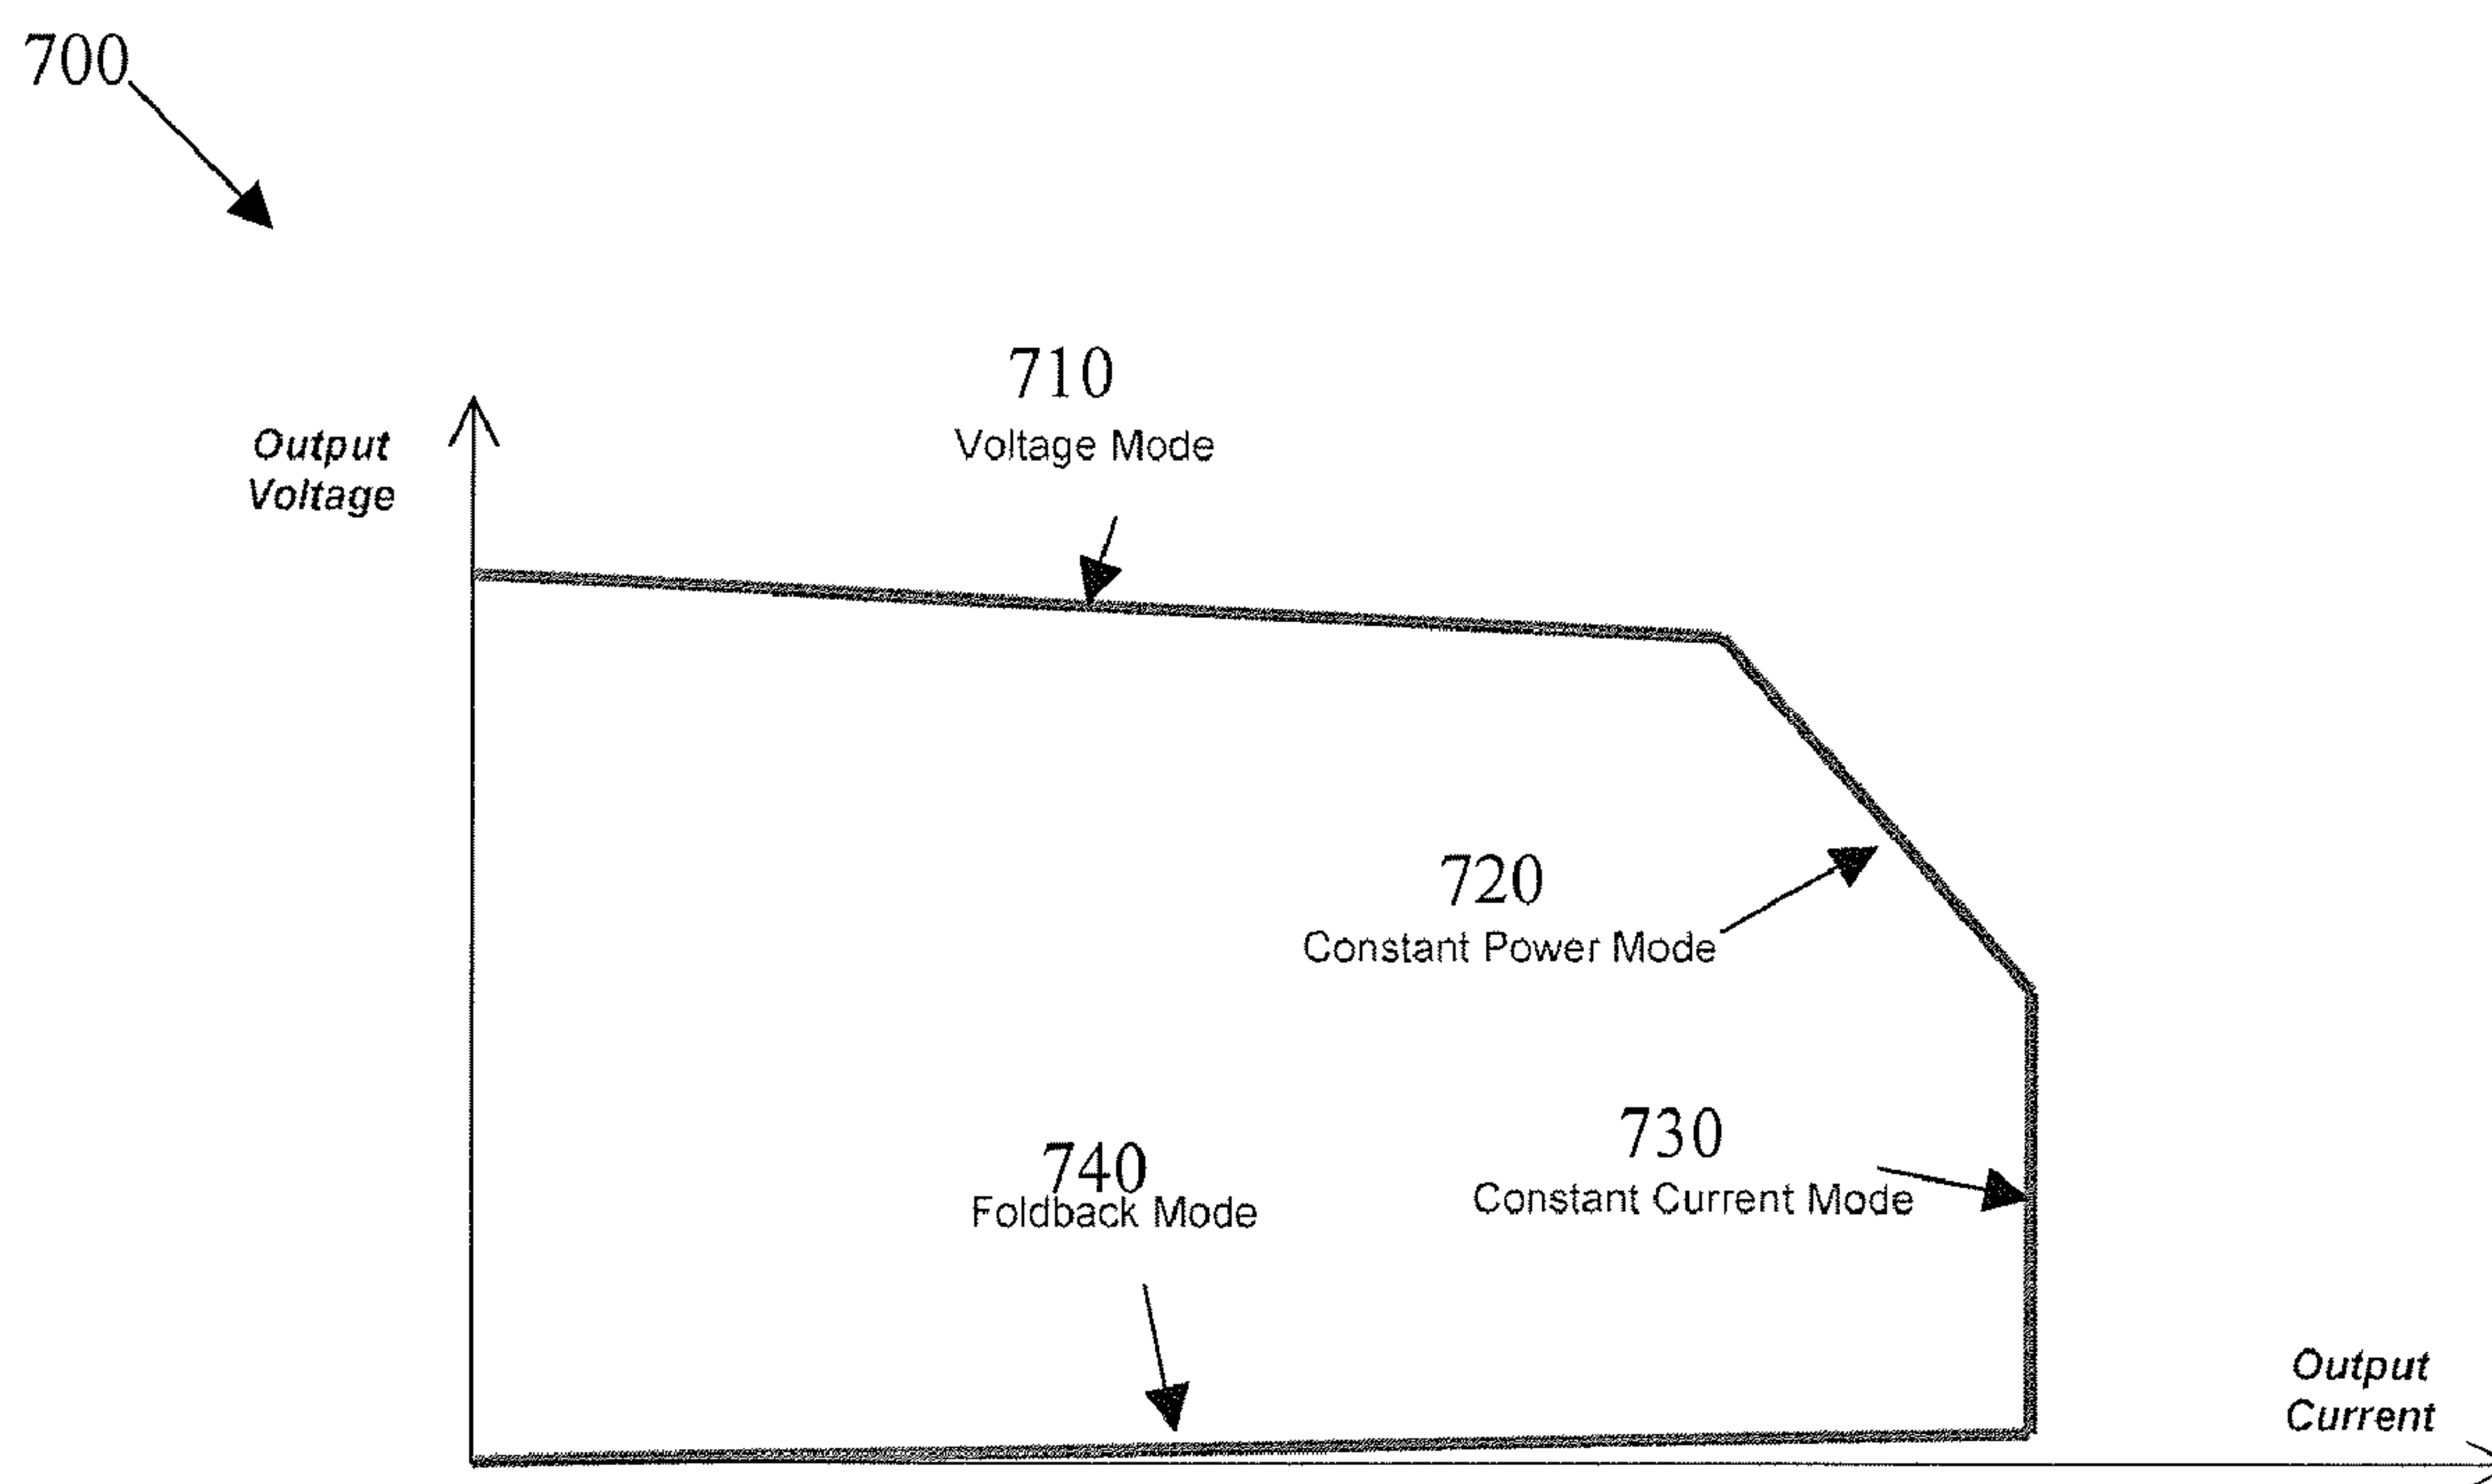 700
710
Voltage Mode
Output
Voltage
720
Constant Power Mode
730
Constant Current Mode
740
Foldback Mode
Output
Current